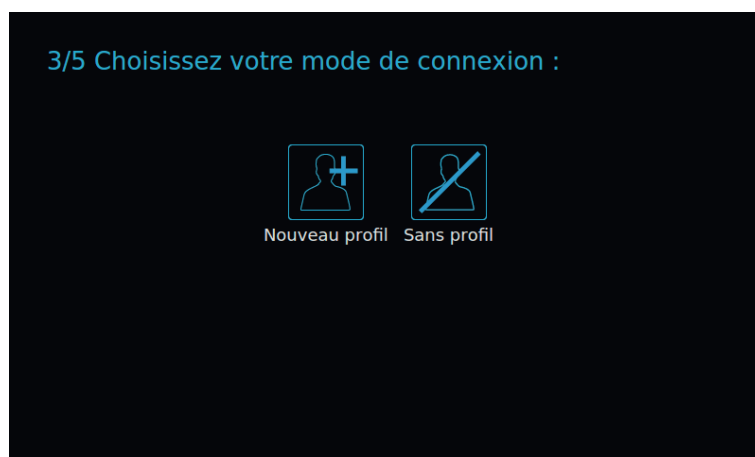 3/5 Choisissez votre mode de connexion :
Nouveau profil Sans profil